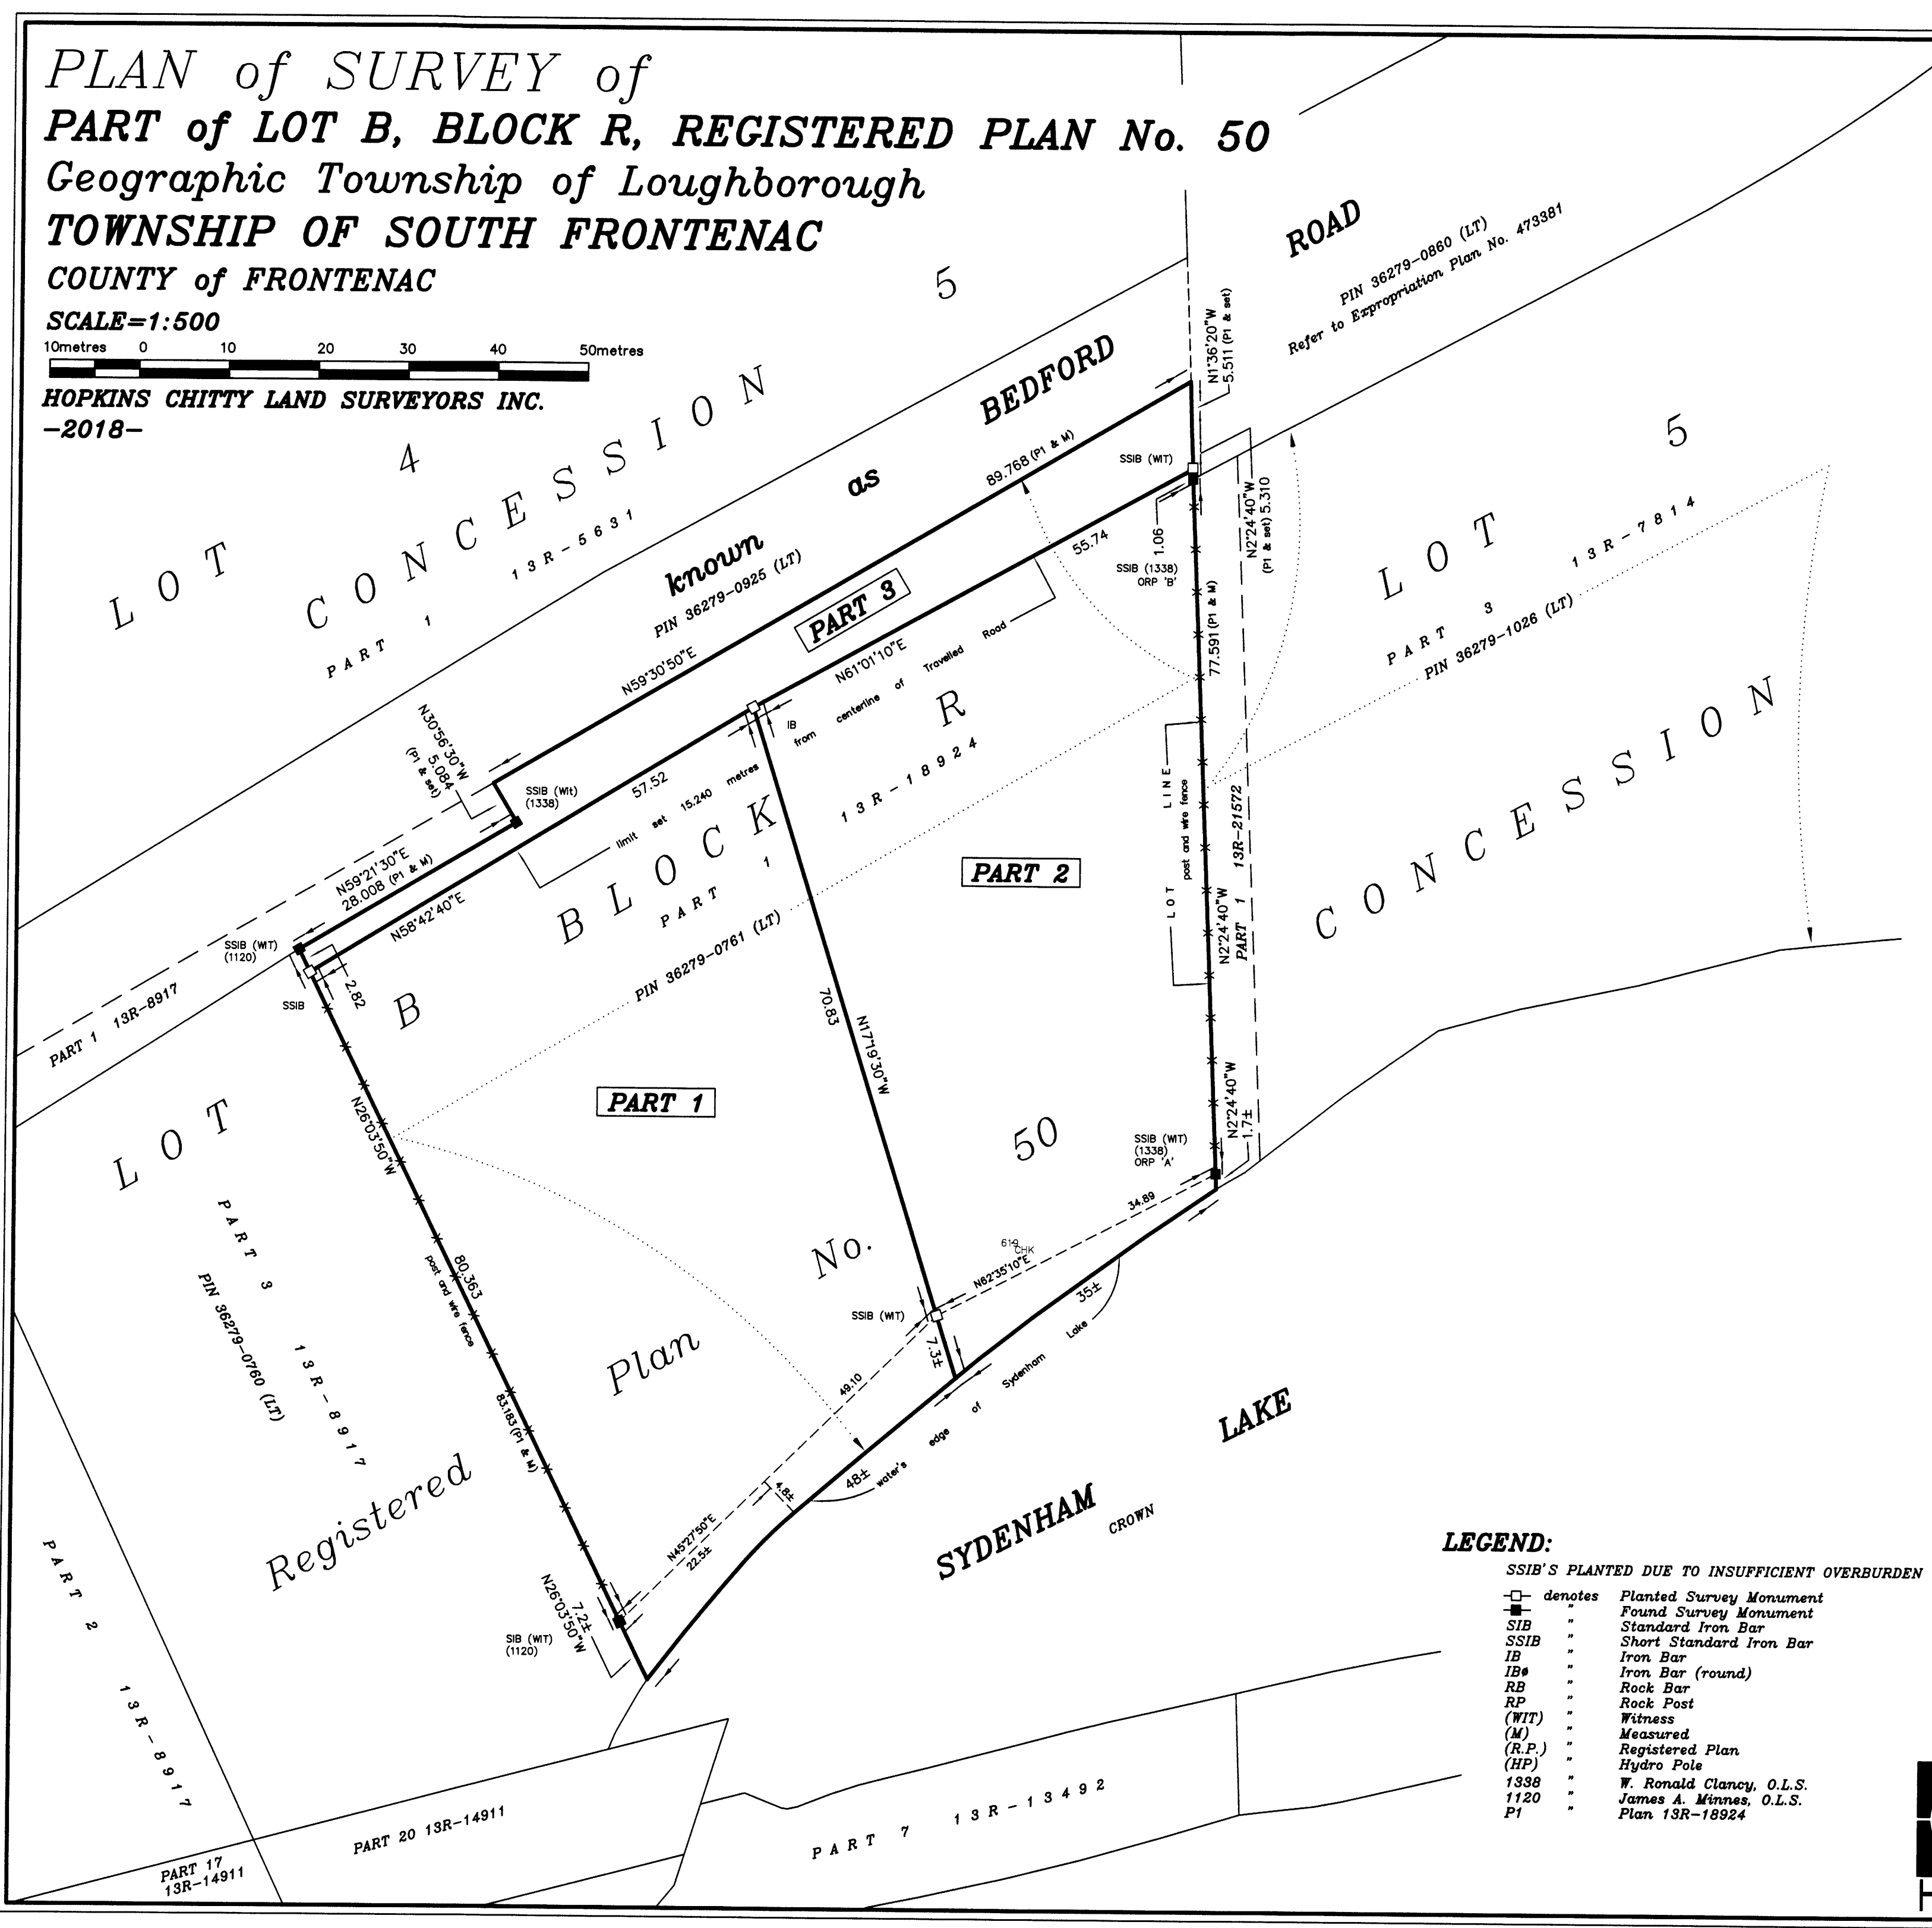 PLAN of SURVEY of
PART of LOT B, BLOCK R, REGISTERED PLAN No. 50
Geographic Township of Loughborough
TOWNSHIP OF SOUTH FRONTENAC
COUNTY of FRONTENAC
SCALE=1:500
10metres 0 10 20 30 40 50metres
HOPKINS CHITTY LAND SURVEYORS INC.
-2018-
LOT 4
CONCESSION 5
PART 1
13R-5631
known as BEDFORD ROAD
PIN 36279-0925 (LT)
PIN 36279-0860 (LT)
Refer to Expropriation Plan No. 473381
N1°36'20"W
5.511 (P1 & set)
89.768 (P1 & M)
N59°30'50"E
PART 3
SSIB (WIT)
N2°24'40"W
(P1 & set) 5.310
1.06
SSIB (1338)
ORP 'B'
55.74
N61°01'10"E
limit set 15.240 metres from centerline of Travelled Road
IB
57.52
N58°42'40"E
N30°56'30"W
5.084
(P1 & set)
SSIB (Wit)
(1338)
N59°21'30"E
28.008 (P1 & M)
SSIB (WIT)
(1120)
SSIB
2.82
PART 1 13R-8917
LOT B
BLOCK R
PART 1
13R-18924
PIN 36279-0761 (LT)
PART 2
PART 1
77.591 (P1 & M)
LOT LINE
post and wire fence
N2°24'40"W
PART 1 13R-21572
LOT 5
13R-7814
PART 3
PIN 36279-1026 (LT)
CONCESSION
70.83
N17°19'30"W
N26°03'50"W
80.363
post and wire fence
83.183 (P1 & M)
PART 3
13R-8917
PIN 36279-0760 (LT)
Registered Plan No. 50
N2°24'40"W
1.7±
SSIB (WIT)
(1338)
ORP 'A'
34.89
619
CHK
N62°35'10"E
SSIB (WIT)
7.3±
35±
49.10
48±
water's edge of Sydenham Lake
4.8±
N45°27'50"E
22.5±
N26°03'50"W
7.2±
SIB (WIT)
(1120)
SYDENHAM LAKE
CROWN
PART 2 13R-8917
PART 17
13R-14911
PART 20 13R-14911
PART 7 13R-13492
LEGEND:
SSIB'S PLANTED DUE TO INSUFFICIENT OVERBURDEN
denotes Planted Survey Monument
" Found Survey Monument
SIB " Standard Iron Bar
SSIB " Short Standard Iron Bar
IB " Iron Bar
IBø " Iron Bar (round)
RB " Rock Bar
RP " Rock Post
(WIT) " Witness
(M) " Measured
(R.P.) " Registered Plan
(HP) " Hydro Pole
1338 " W. Ronald Clancy, O.L.S.
1120 " James A. Minnes, O.L.S.
P1 " Plan 13R-18924